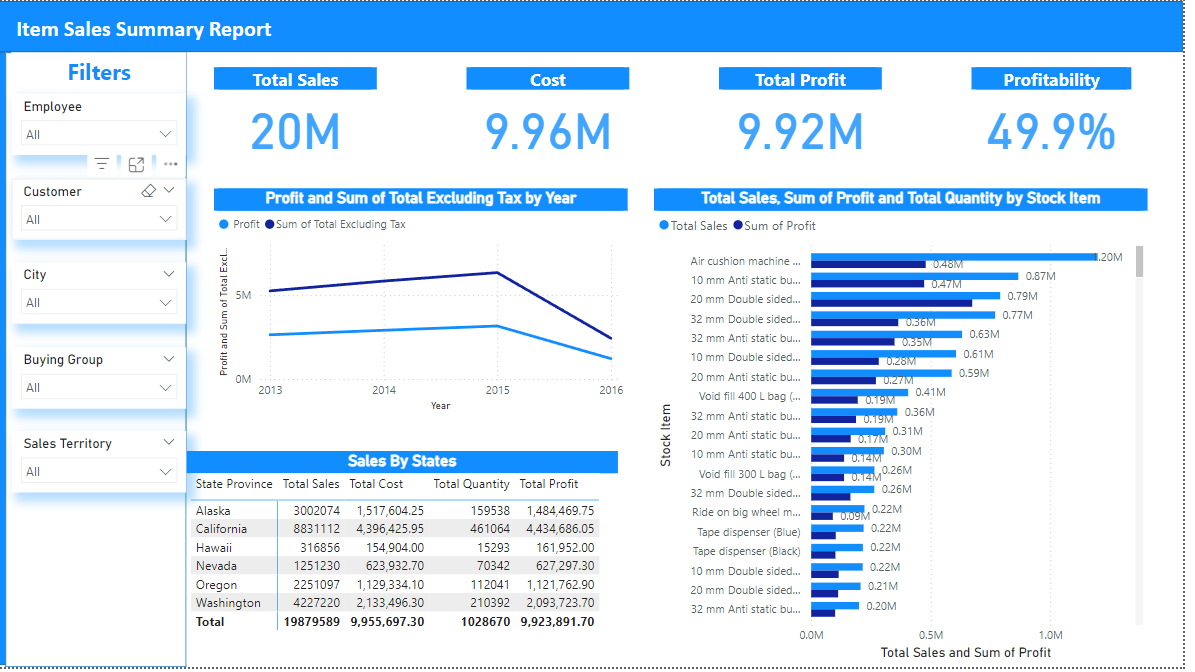 Item Sales Summary Report
Filters
Employee
All
Customer
All
City
All
Buying Group
All
Sales Territory
All
Total Sales
20M
Cost
9.96M
Total Profit
9.92M
Profitability
49.9%
Profit and Sum of Total Excluding Tax by Year
Profit Sum of Total Excluding Tax
Profit and Sum of Total Excl...
5M
0M
2013 2014 2015 2016
Year
Sales By States
State Province Total Sales Total Cost Total Quantity Total Profit
Alaska 3002074 1,517,604.25 159538 1,484,469.75
California 8831112 4,396,425.95 461064 4,434,686.05
Hawaii 316856 154,904.00 15293 161,952.00
Nevada 1251230 623,932.70 70342 627,297.30
Oregon 2251097 1,129,334.10 112041 1,121,762.90
Washington 4227220 2,133,496.30 210392 2,093,723.70
Total 19879589 9,955,697.30 1028670 9,923,891.70
Total Sales, Sum of Profit and Total Quantity by Stock Item
Total Sales Sum of Profit
Stock Item
Air cushion machine ... .20M 0.48M
10 mm Anti static bu... 0.87M 0.47M
20 mm Double sided... 0.79M
32 mm Double sided... 0.77M 0.36M
32 mm Anti static bu... 0.63M 0.35M
10 mm Double sided... 0.61M 0.28M
20 mm Anti static bu... 0.59M 0.27M
Void fill 400 L bag (... 0.41M 0.19M
32 mm Anti static bu... 0.36M 0.19M
20 mm Anti static bu... 0.31M 0.17M
10 mm Anti static bu... 0.30M 0.14M
Void fill 300 L bag (... 0.26M 0.14M
32 mm Double sided... 0.26M
Ride on big wheel m... 0.22M 0.09M
Tape dispenser (Blue) 0.22M
Tape dispenser (Black) 0.22M
10 mm Double sided... 0.22M
20 mm Double sided... 0.21M
32 mm Anti static bu... 0.20M
0.0M 0.5M 1.0M
Total Sales and Sum of Profit